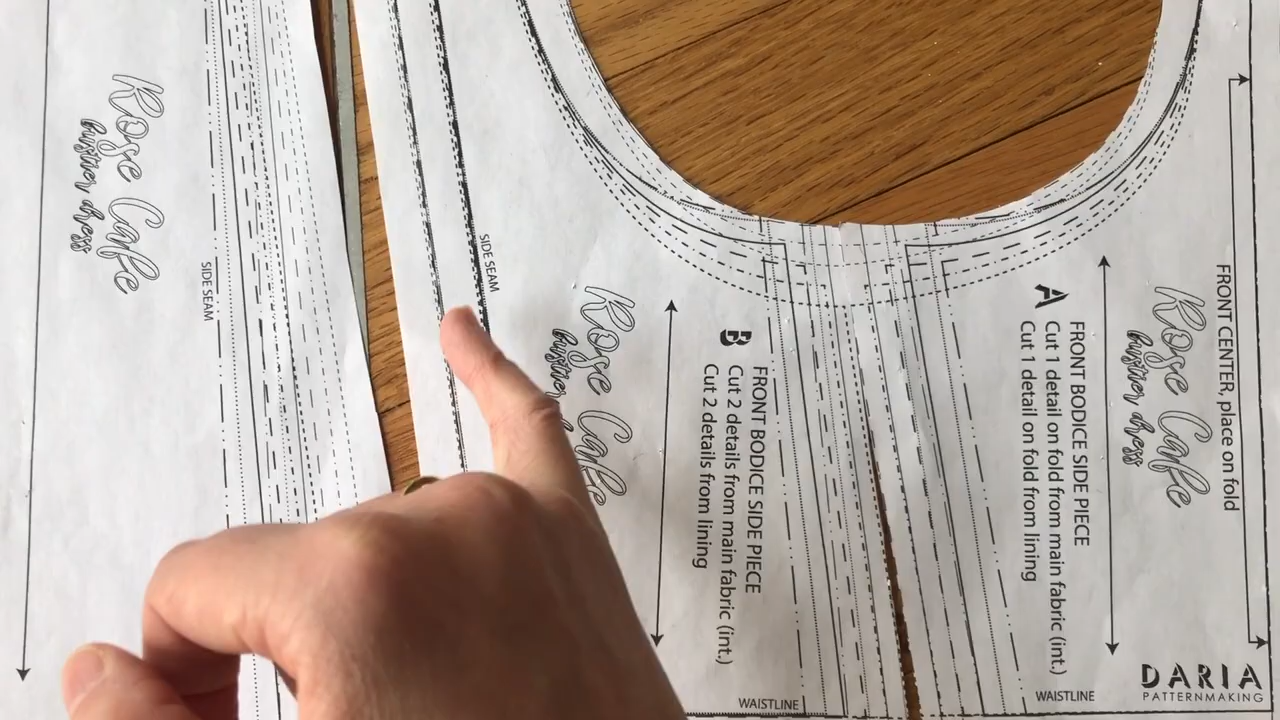 Rose Cafe
bustier dress
SIDE SEAM
SIDE SEAM
Rose Cafe
bustier
B
FRONT BODICE SIDE PIECE
Cut 2 details from main fabric (int.)
Cut 2 details from lining
WAISTLINE
A
FRONT BODICE SIDE PIECE
Cut 1 detail on fold from main fabric (int.)
Cut 1 detail on fold from lining
Rose Cafe
bustier dress
FRONT CENTER, place on fold
WAISTLINE
DARIA
PATTERNMAKING